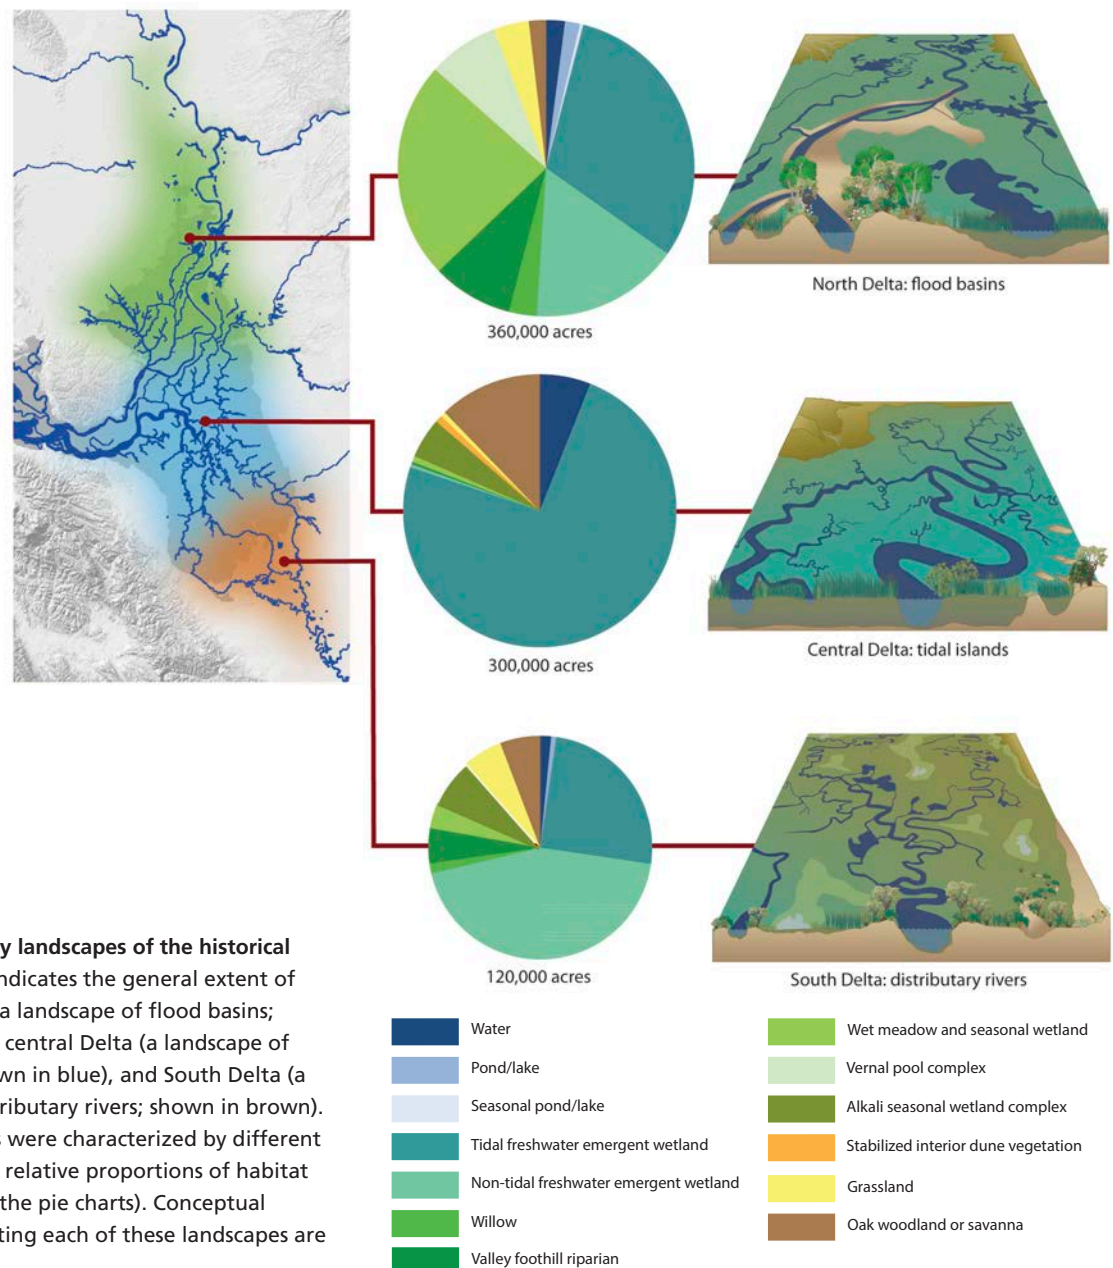 360,000 acres
North Delta: flood basins
300,000 acres
Central Delta: tidal islands
120,000 acres
South Delta: distributary rivers
y landscapes of the historical
ndicates the general extent of
a landscape of flood basins;
central Delta (a landscape of
wn in blue), and South Delta (a
tributary rivers; shown in brown).
s were characterized by different
relative proportions of habitat
the pie charts). Conceptual
ting each of these landscapes are
Water
Pond/lake
Seasonal pond/lake
Tidal freshwater emergent wetland
Non-tidal freshwater emergent wetland
Willow
Valley foothill riparian
Wet meadow and seasonal wetland
Vernal pool complex
Alkali seasonal wetland complex
Stabilized interior dune vegetation
Grassland
Oak woodland or savanna